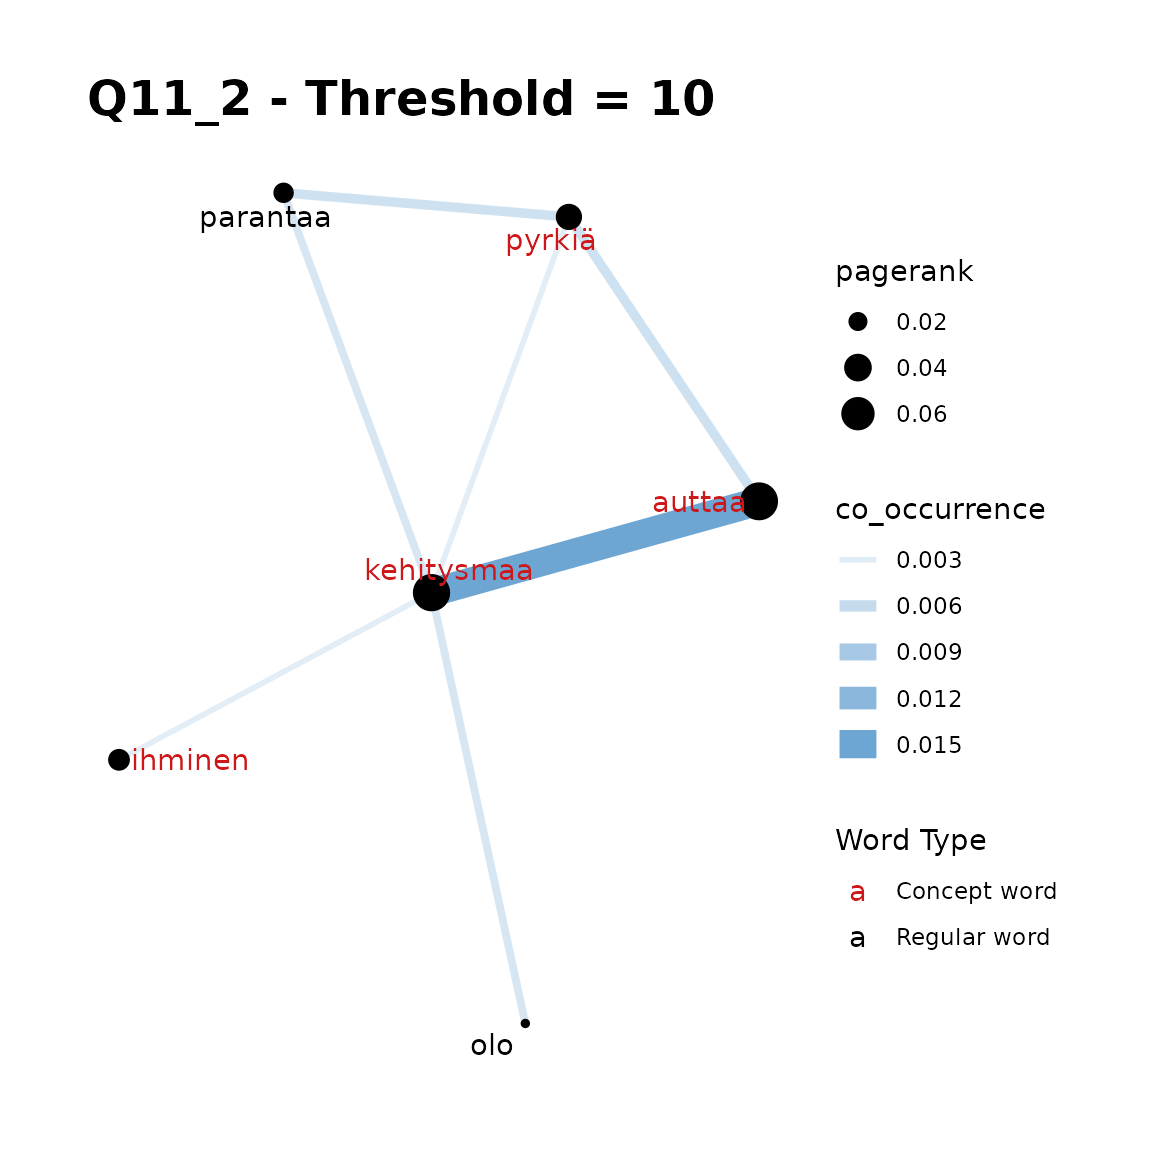 Q11_2 - Threshold = 10
parantaa
pyrkiä
auttaa
kehitysmaa
ihminen
olo
pagerank
0.02
0.04
0.06
co_occurrence
0.003
0.006
0.009
0.012
0.015
Word Type
a Concept word
a Regular word